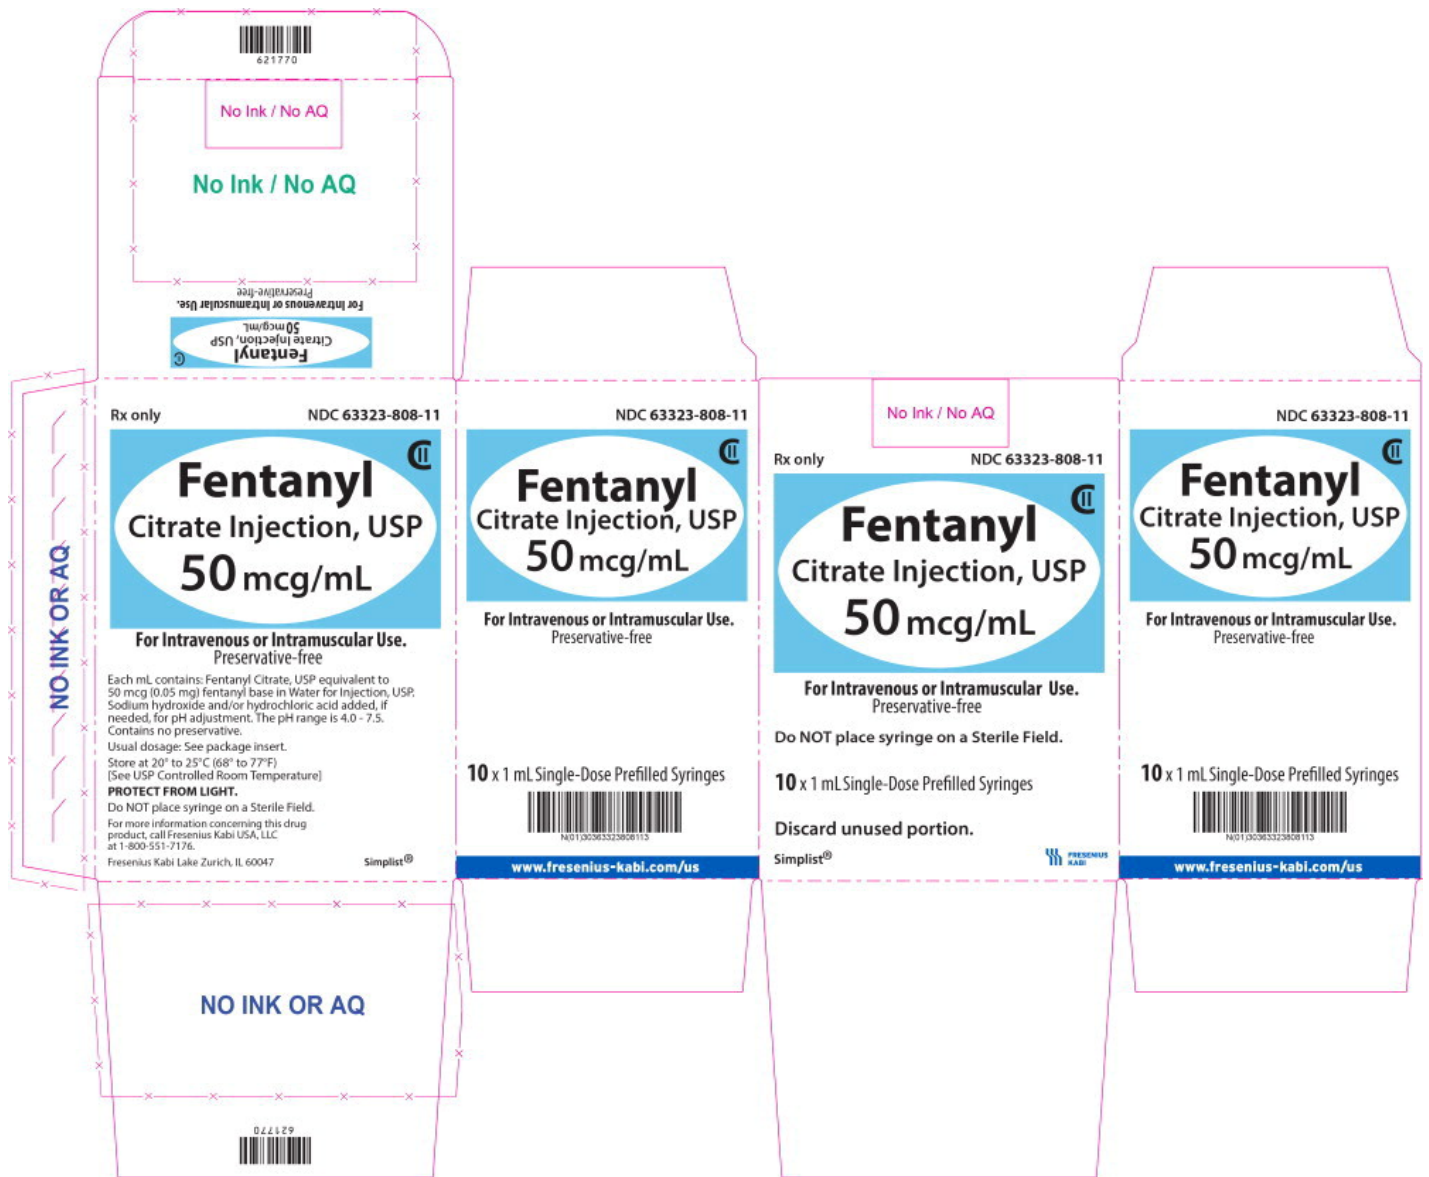 621770
No Ink / No AQ
No Ink / No AQ
Preservative-free
For Intravenous or Intramuscular Use.
50 mcg/mL
Citrate Injection, USP
Fentanyl
CII
NO INK OR AQ
Rx only
NDC 63323-808-11
CII
Fentanyl
Citrate Injection, USP
50 mcg/mL
For Intravenous or Intramuscular Use.
Preservative-free
Each mL contains: Fentanyl Citrate, USP equivalent to
50 mcg (0.05 mg) fentanyl base in Water for Injection, USP.
Sodium hydroxide and/or hydrochloric acid added, if
needed, for pH adjustment. The pH range is 4.0 - 7.5.
Contains no preservative.
Usual dosage: See package insert.
Store at 20° to 25°C (68° to 77°F)
[See USP Controlled Room Temperature]
PROTECT FROM LIGHT.
Do NOT place syringe on a Sterile Field.
For more information concerning this drug
product, call Fresenius Kabi USA, LLC
at 1-800-551-7176.
Fresenius Kabi Lake Zurich, IL 60047
Simplist®
NDC 63323-808-11
CII
Fentanyl
Citrate Injection, USP
50 mcg/mL
For Intravenous or Intramuscular Use.
Preservative-free
10 x 1 mL Single-Dose Prefilled Syringes
N(01)30363323808113
www.fresenius-kabi.com/us
No Ink / No AQ
Rx only
NDC 63323-808-11
CII
Fentanyl
Citrate Injection, USP
50 mcg/mL
For Intravenous or Intramuscular Use.
Preservative-free
Do NOT place syringe on a Sterile Field.
10 x 1 mL Single-Dose Prefilled Syringes
Discard unused portion.
Simplist®
FRESENIUS
KABI
NDC 63323-808-11
CII
Fentanyl
Citrate Injection, USP
50 mcg/mL
For Intravenous or Intramuscular Use.
Preservative-free
10 x 1 mL Single-Dose Prefilled Syringes
N(01)30363323808113
www.fresenius-kabi.com/us
NO INK OR AQ
621770